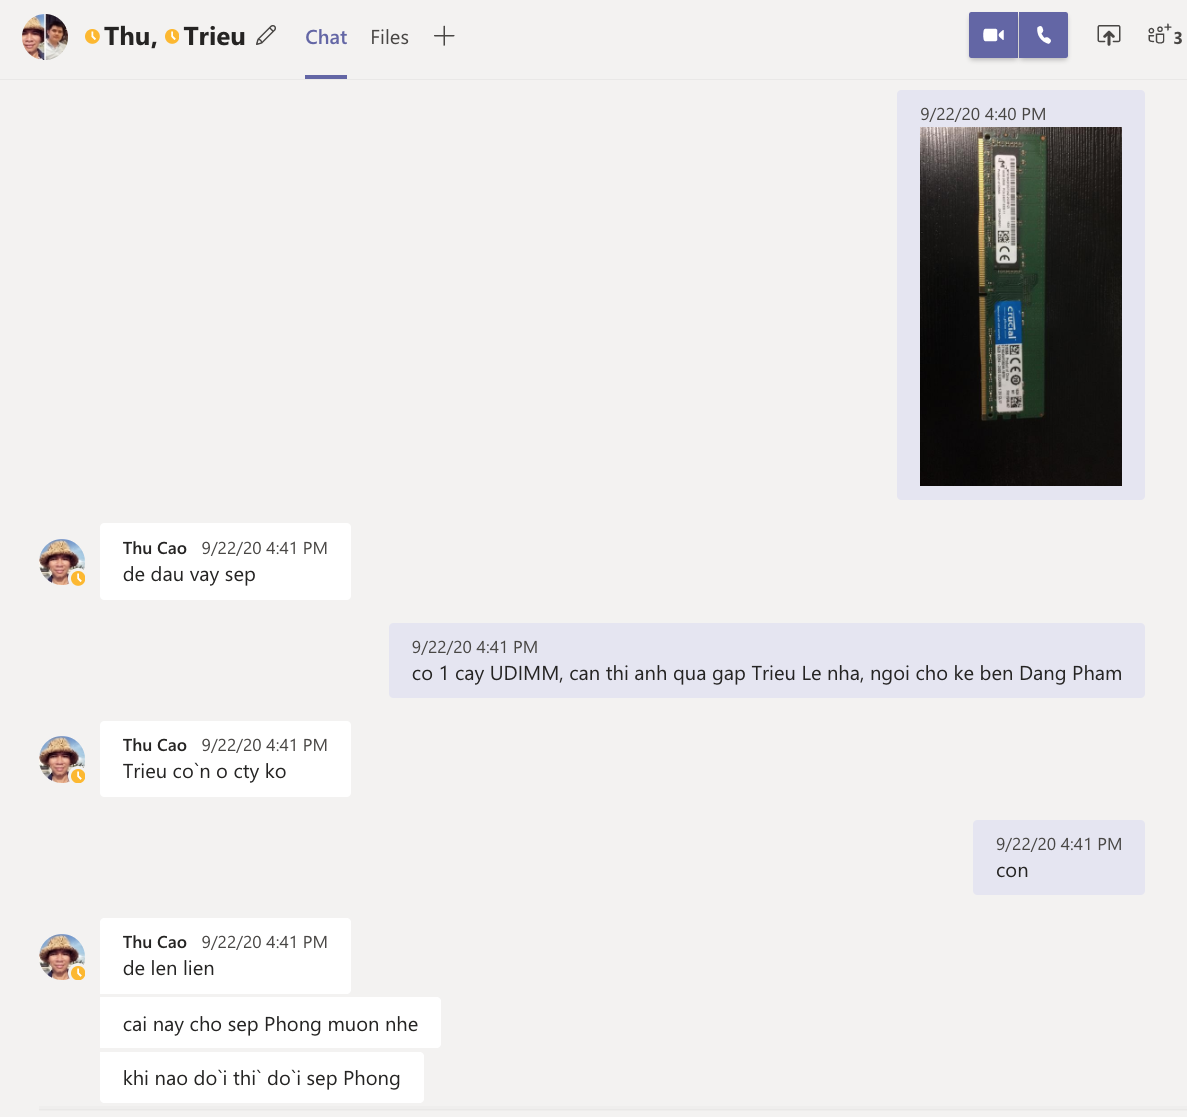 Thu, Trieu
Chat Files
3
9/22/20 4:40 PM
crucial
Thu Cao 9/22/20 4:41 PM
de dau vay sep
9/22/20 4:41 PM
co 1 cay UDIMM, can thi anh qua gap Trieu Le nha, ngoi cho ke ben Dang Pham
Thu Cao 9/22/20 4:41 PM
Trieu co`n o cty ko
9/22/20 4:41 PM
con
Thu Cao 9/22/20 4:41 PM
de len lien
cai nay cho sep Phong muon nhe
khi nao do`i thi` do`i sep Phong